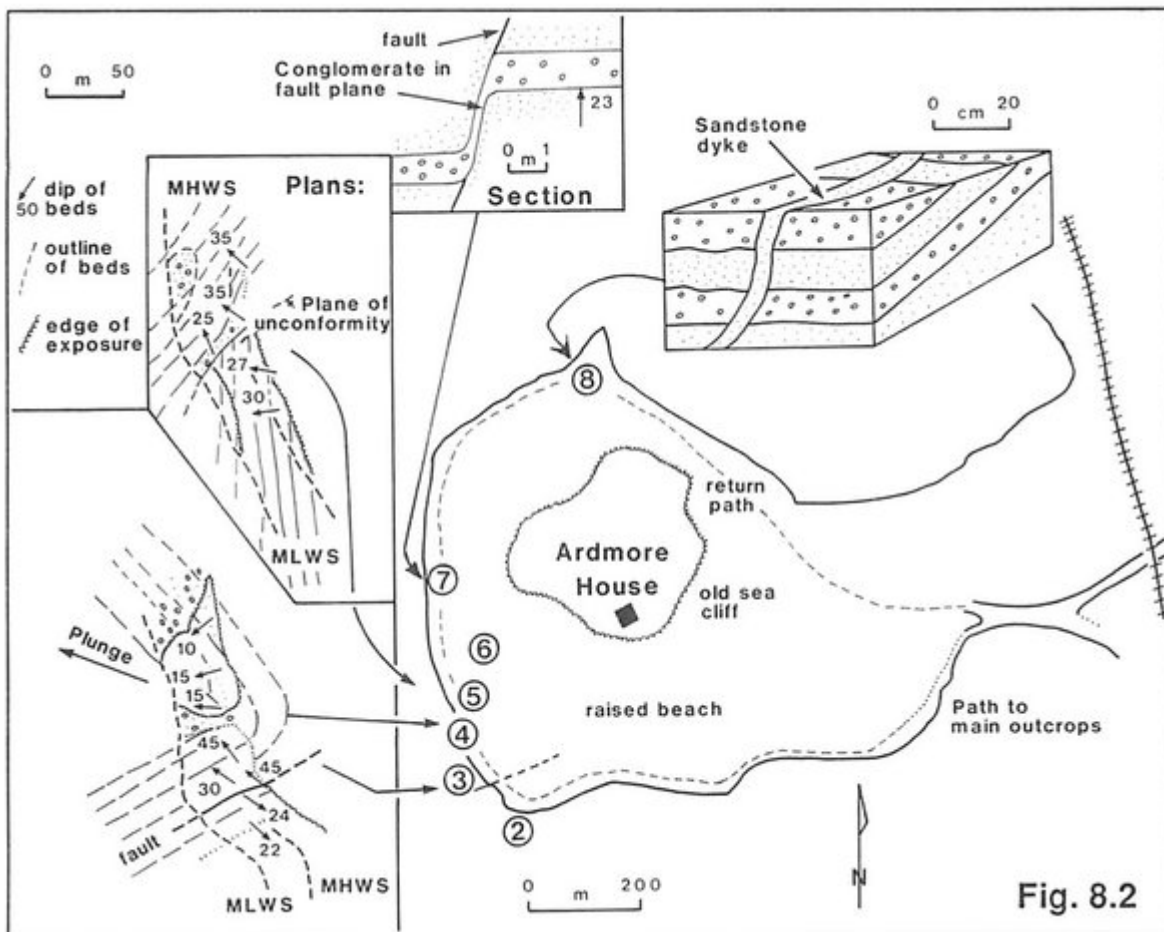 fault
Conglomerate in
fault plane
0 50
m
23
0 1
m
Section
0 20
cm
Sandstone
dyke
dip of
beds
50
outline
of beds
edge of
exposure
MHWS
Plans:
35
35
25
27
30
Plane of
unconformity
MLWS
8
return
path
Ardmore
House
old sea
cliff
7
6
5
4
3
2
raised beach
Path to
main outcrops
Plunge
10
15
15
45
45
30
24
22
fault
MLWS
MHWS
0 200
m
N
Fig. 8.2